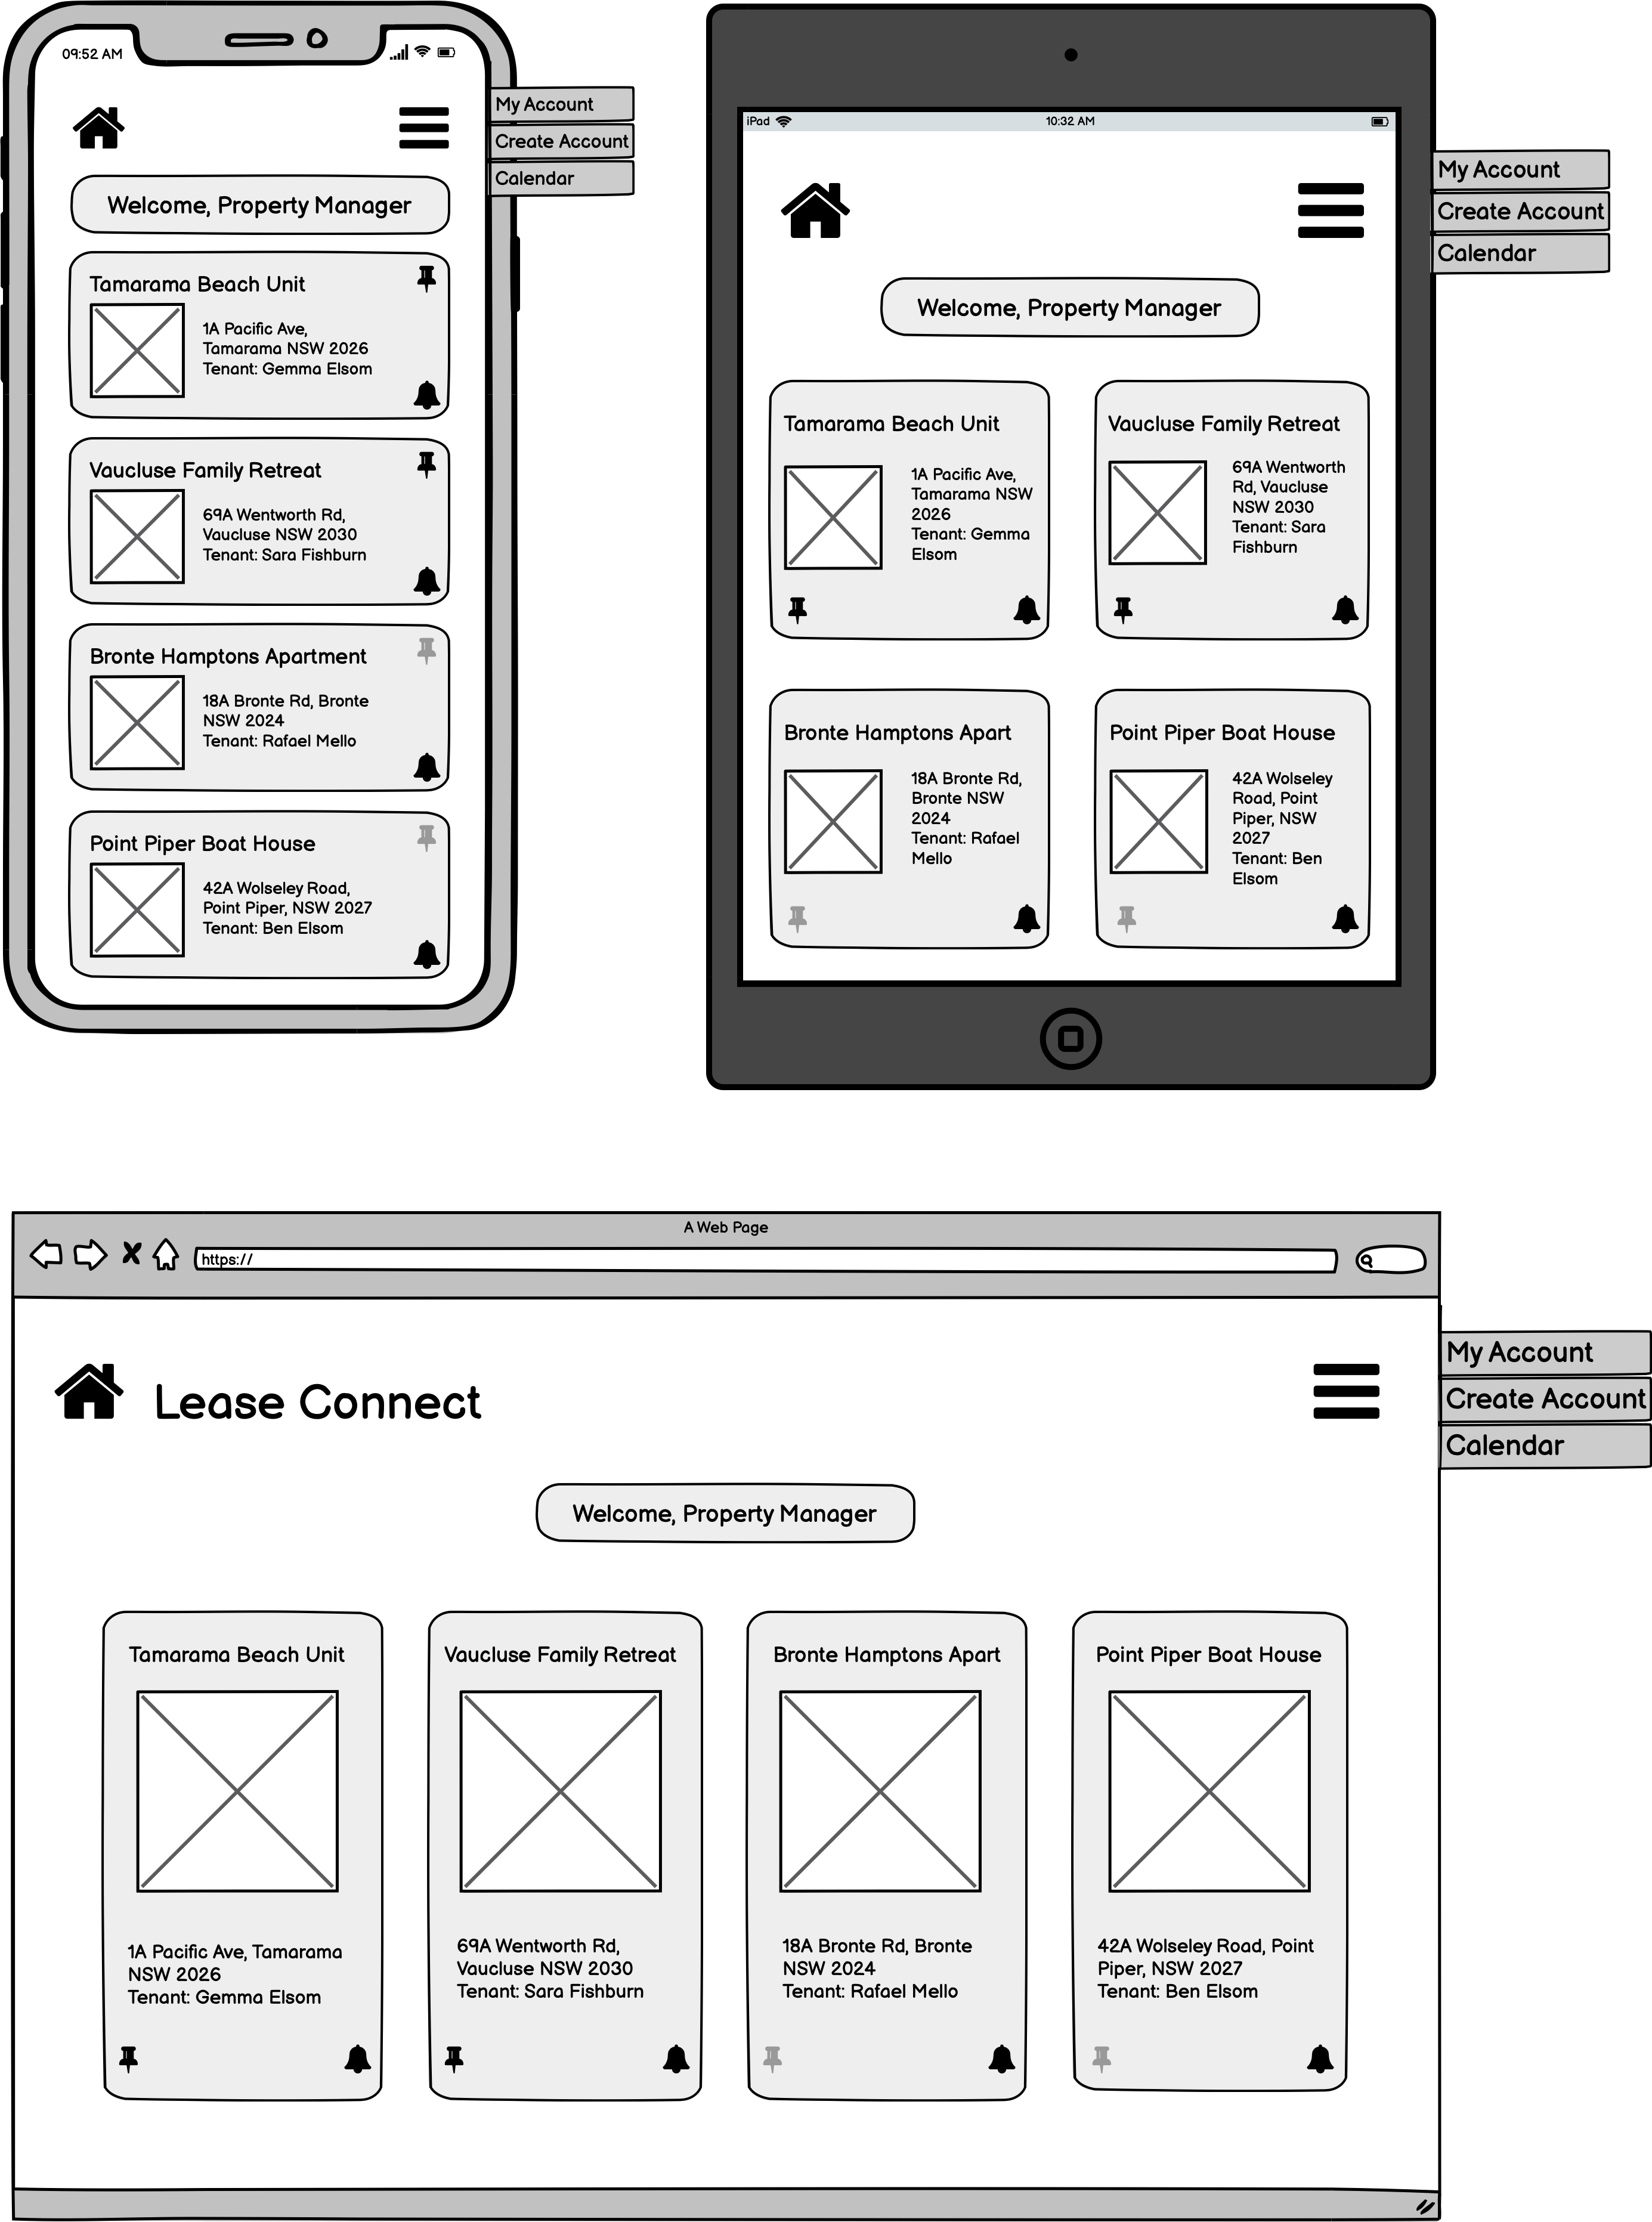 09:52 AM
My Account
Create Account
Calendar
Welcome, Property Manager
Tamarama Beach Unit
1A Pacific Ave,
Tamarama NSW 2026
Tenant: Gemma Elsom
Vaucluse Family Retreat
69A Wentworth Rd,
Vaucluse NSW 2030
Tenant: Sara Fishburn
Bronte Hamptons Apartment
18A Bronte Rd, Bronte
NSW 2024
Tenant: Rafael Mello
Point Piper Boat House
42A Wolseley Road,
Point Piper, NSW 2027
Tenant: Ben Elsom
iPad
10:32 AM
My Account
Create Account
Calendar
Welcome, Property Manager
Tamarama Beach Unit
1A Pacific Ave,
Tamarama NSW
2026
Tenant: Gemma
Elsom
Vaucluse Family Retreat
69A Wentworth
Rd, Vaucluse
NSW 2030
Tenant: Sara
Fishburn
Bronte Hamptons Apart
18A Bronte Rd,
Bronte NSW
2024
Tenant: Rafael
Mello
Point Piper Boat House
42A Wolseley
Road, Point
Piper, NSW
2027
Tenant: Ben
Elsom
A Web Page
https://
Lease Connect
My Account
Create Account
Calendar
Welcome, Property Manager
Tamarama Beach Unit
1A Pacific Ave, Tamarama
NSW 2026
Tenant: Gemma Elsom
Vaucluse Family Retreat
69A Wentworth Rd,
Vaucluse NSW 2030
Tenant: Sara Fishburn
Bronte Hamptons Apart
18A Bronte Rd, Bronte
NSW 2024
Tenant: Rafael Mello
Point Piper Boat House
42A Wolseley Road, Point
Piper, NSW 2027
Tenant: Ben Elsom